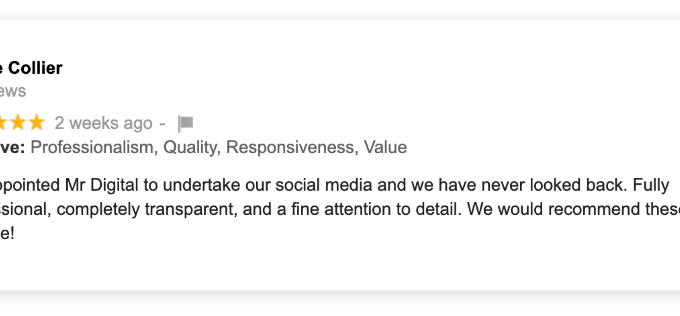 e Collier
ews
2 weeks ago -
ve: Professionalism, Quality, Responsiveness, Value
ppointed Mr Digital to undertake our social media and we have never looked back. Fully
ssional, completely transparent, and a fine attention to detail. We would recommend thes
e!